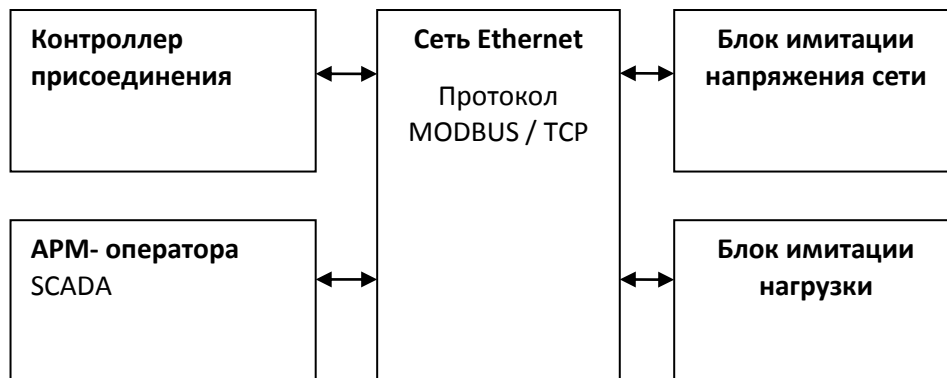 Контроллер
присоединения
Сеть Ethernet
Протокол
MODBUS / TCP
Блок имитации
напряжения сети
АРМ- оператора
SCADA
Блок имитации
нагрузки